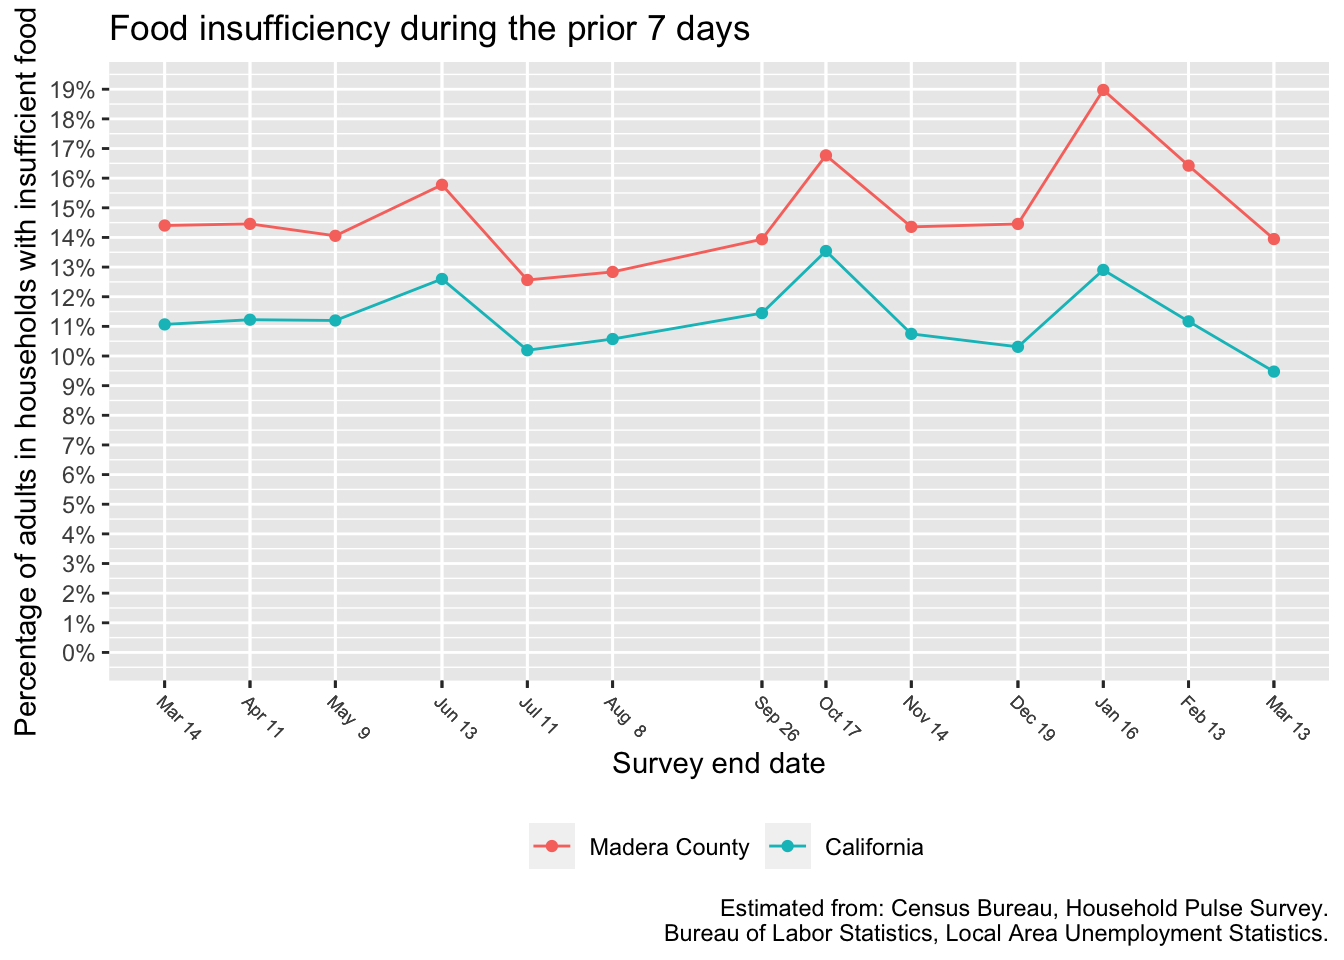 Food insufficiency during the prior 7 days
Percentage of adults in households with insufficient food
19%
18%
17%
16%
15%
14%
13%
12%
11%
10%
9%
8%
7%
6%
5%
4%
3%
2%
1%
0%
Mar 14
Apr 11
May 9
Jun 13
Jul 11
Aug 8
Sep 26
Oct 17
Nov 14
Dec 19
Jan 16
Feb 13
Mar 13
Survey end date
Madera County
California
Estimated from: Census Bureau, Household Pulse Survey.
Bureau of Labor Statistics, Local Area Unemployment Statistics.